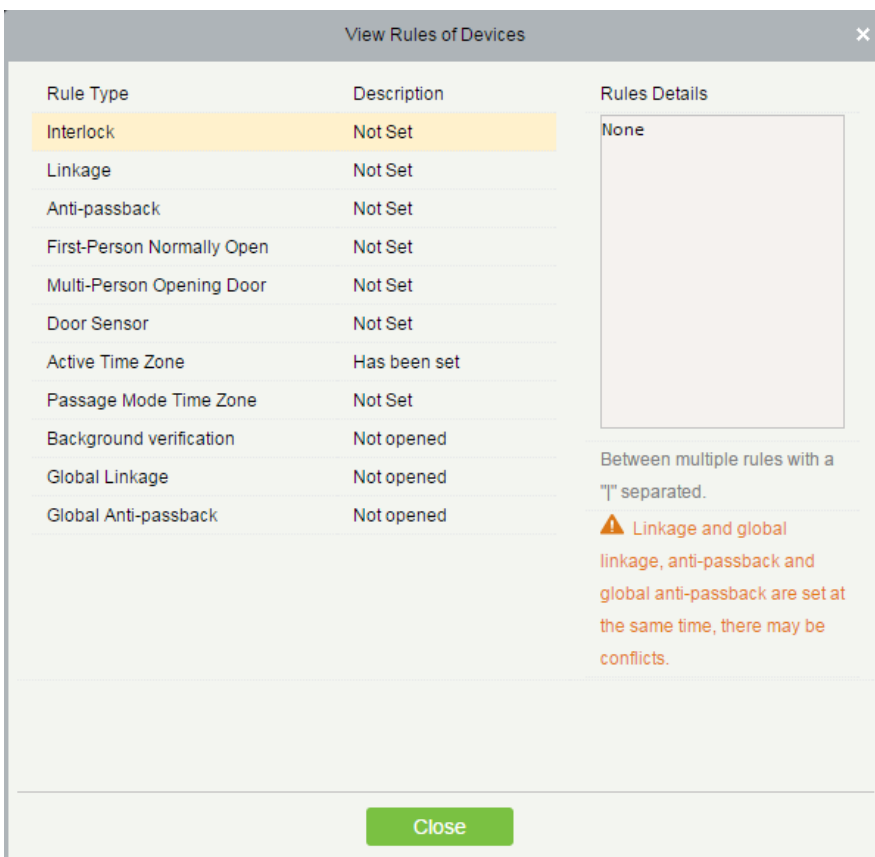 View Rules of Devices
×
Rule Type Description Rules Details
Interlock Not Set
None
Linkage Not Set
Anti-passback Not Set
First-Person Normally Open Not Set
Multi-Person Opening Door Not Set
Door Sensor Not Set
Active Time Zone Has been set
Passage Mode Time Zone Not Set
Background verification Not opened
Global Linkage Not opened
Global Anti-passback Not opened
Between multiple rules with a
"|" separated.
Linkage and global
linkage, anti-passback and
global anti-passback are set at
the same time, there may be
conflicts.
Close